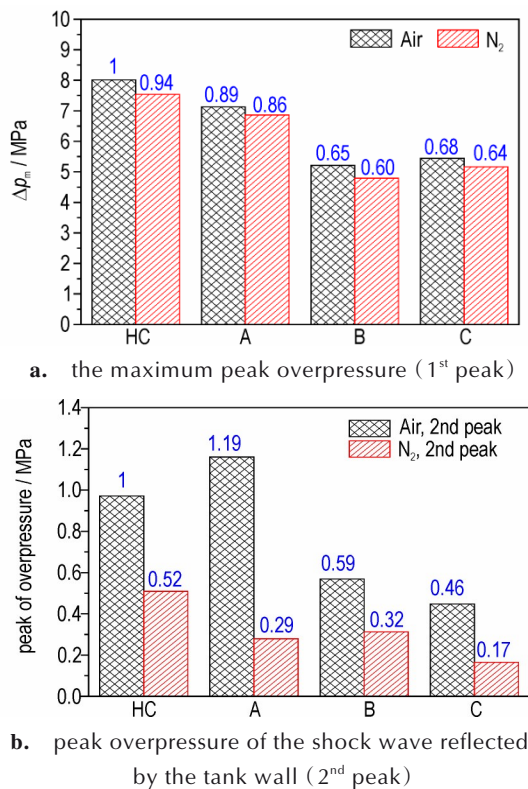 10
9
8
7
6
5
4
3
2
1
0
Δpₘ / MPa
Air N₂
1 0.94 0.89 0.86 0.65 0.60 0.68 0.64
HC A B C
a. the maximum peak overpressure（1ˢᵗ peak）
1.4
1.2
1.0
0.8
0.6
0.4
0.2
0.0
peak of overpressure / MPa
Air, 2nd peak
N₂, 2nd peak
1 0.52 1.19 0.29 0.59 0.32 0.46 0.17
HC A B C
b. peak overpressure of the shock wave reflected
by the tank wall（2ⁿᵈ peak）